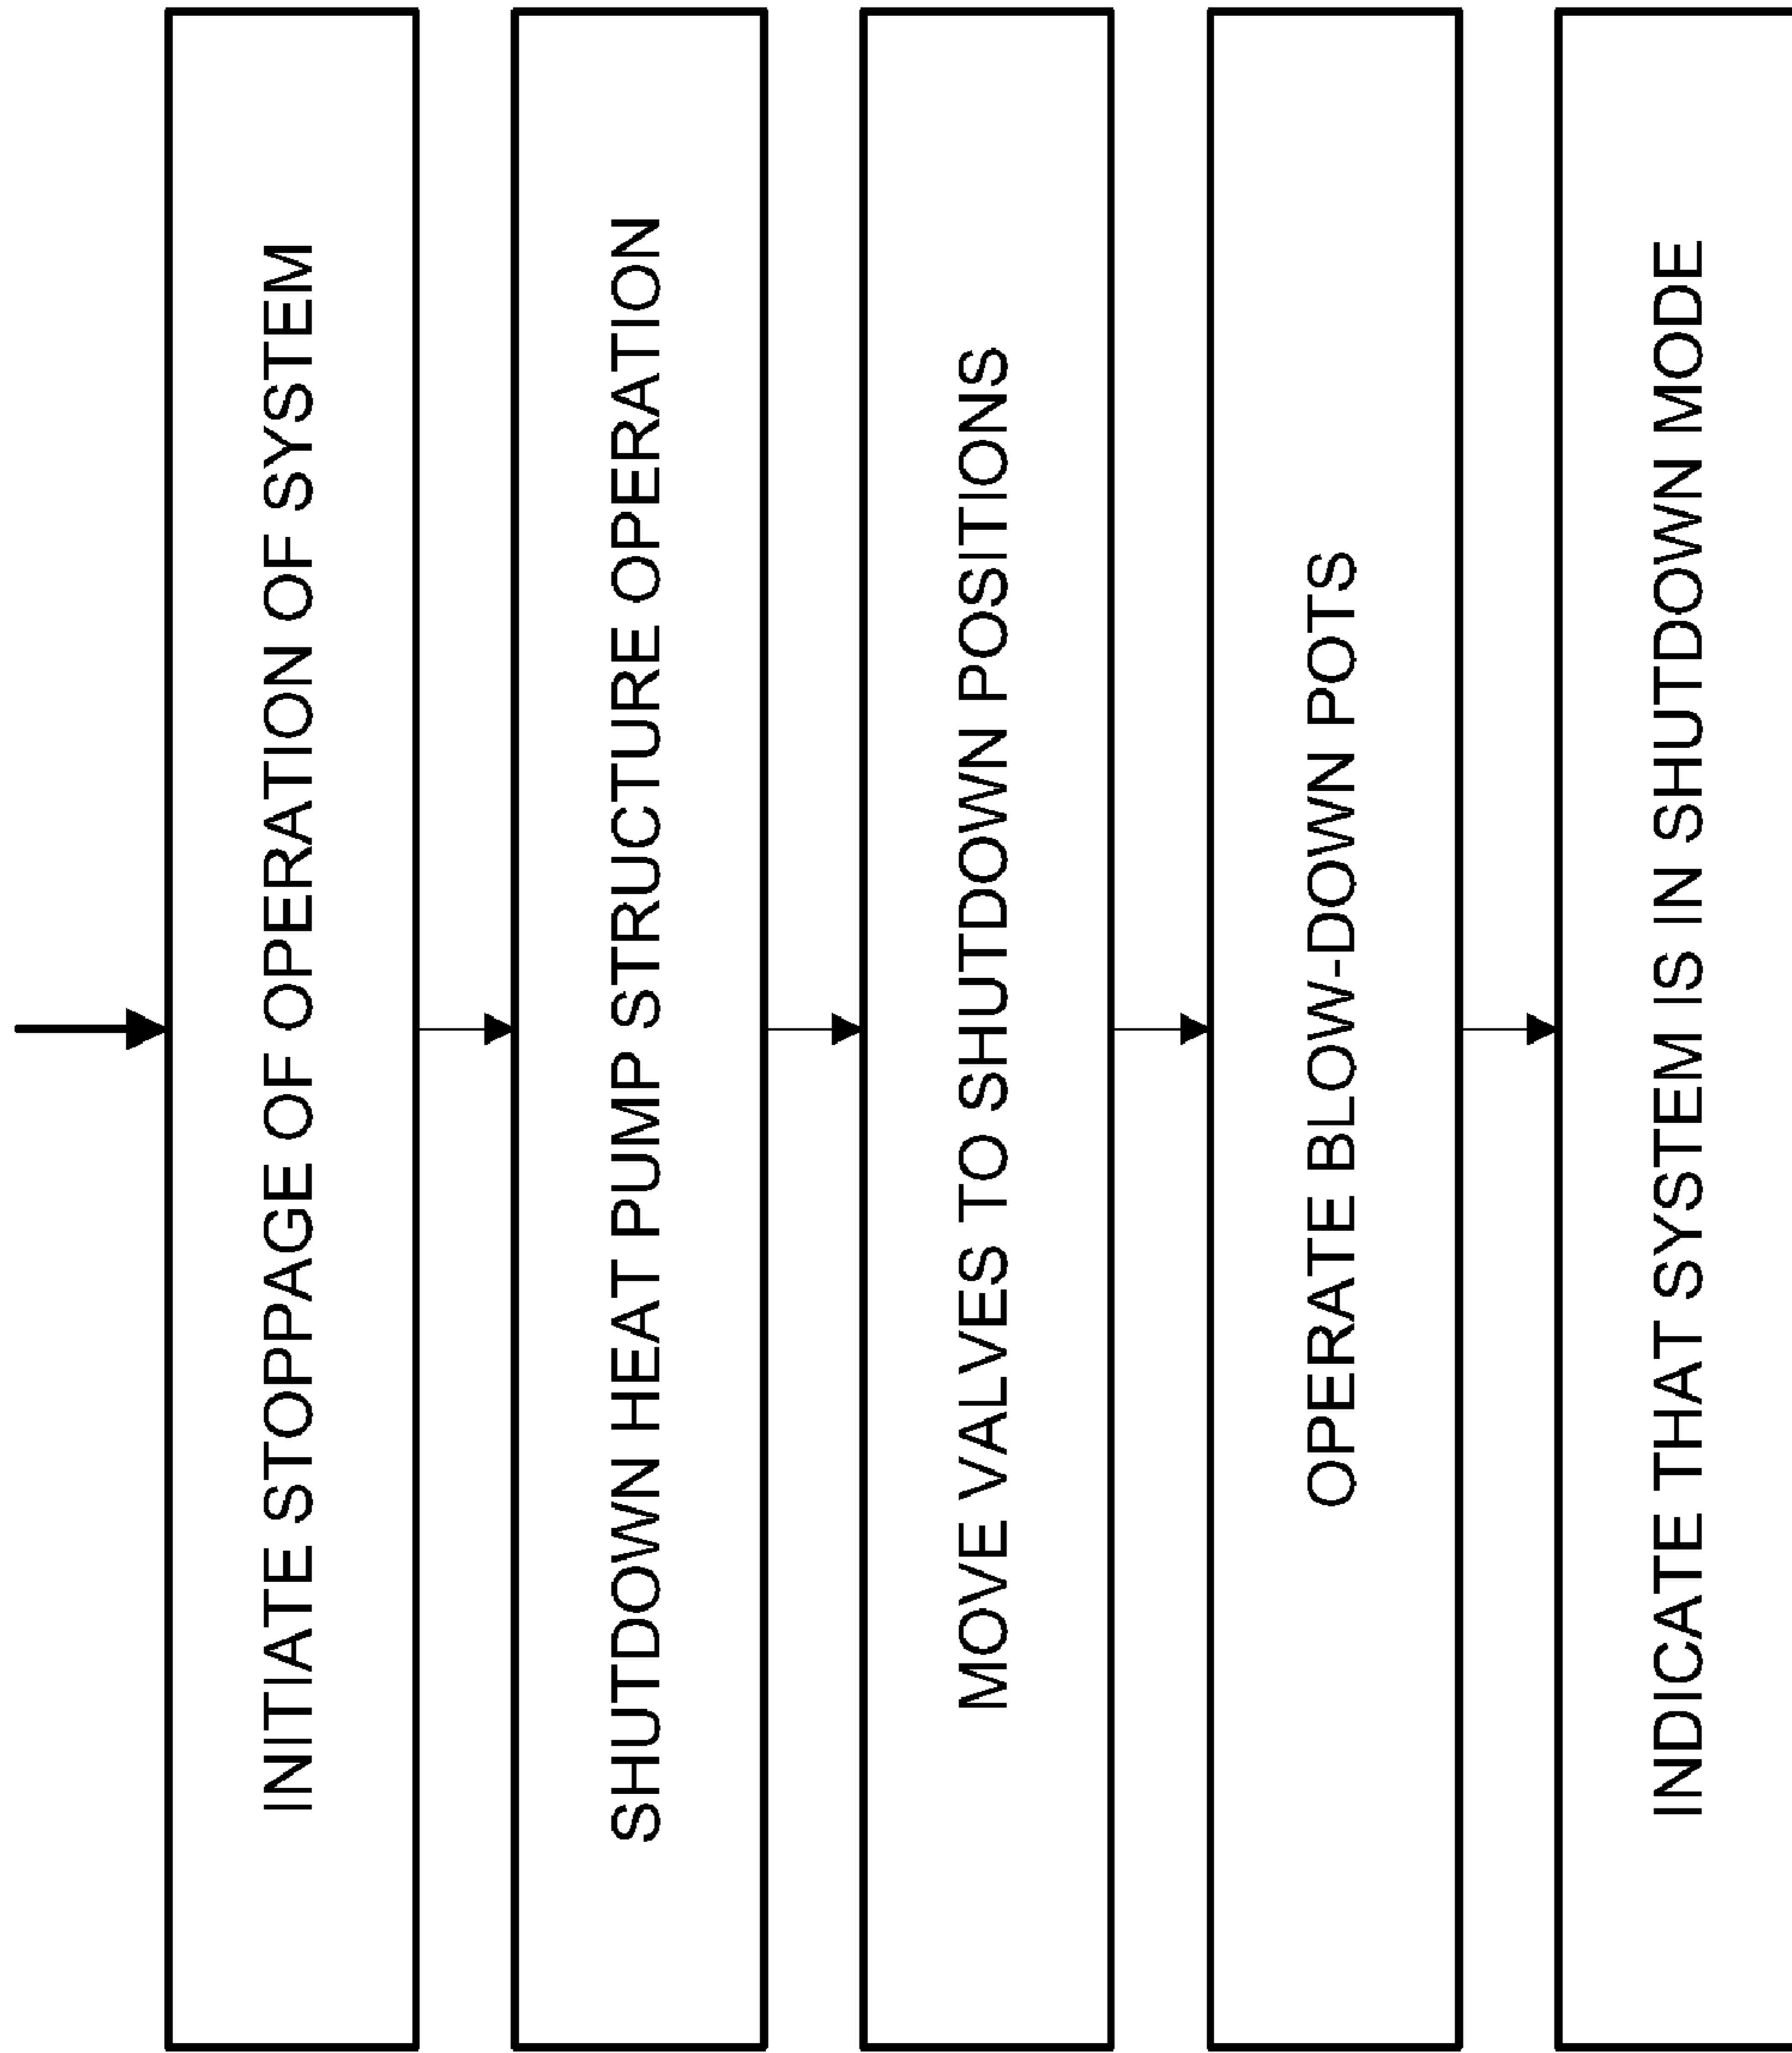 INITIATE STOPPAGE OF OPERATION OF SYSTEM
SHUTDOWN HEAT PUMP STRUCTURE OPERATION
MOVE VALVES TO SHUTDOWN POSITIONS
OPERATE BLOW-DOWN POTS
INDICATE THAT SYSTEM IS IN SHUTDOWN MODE